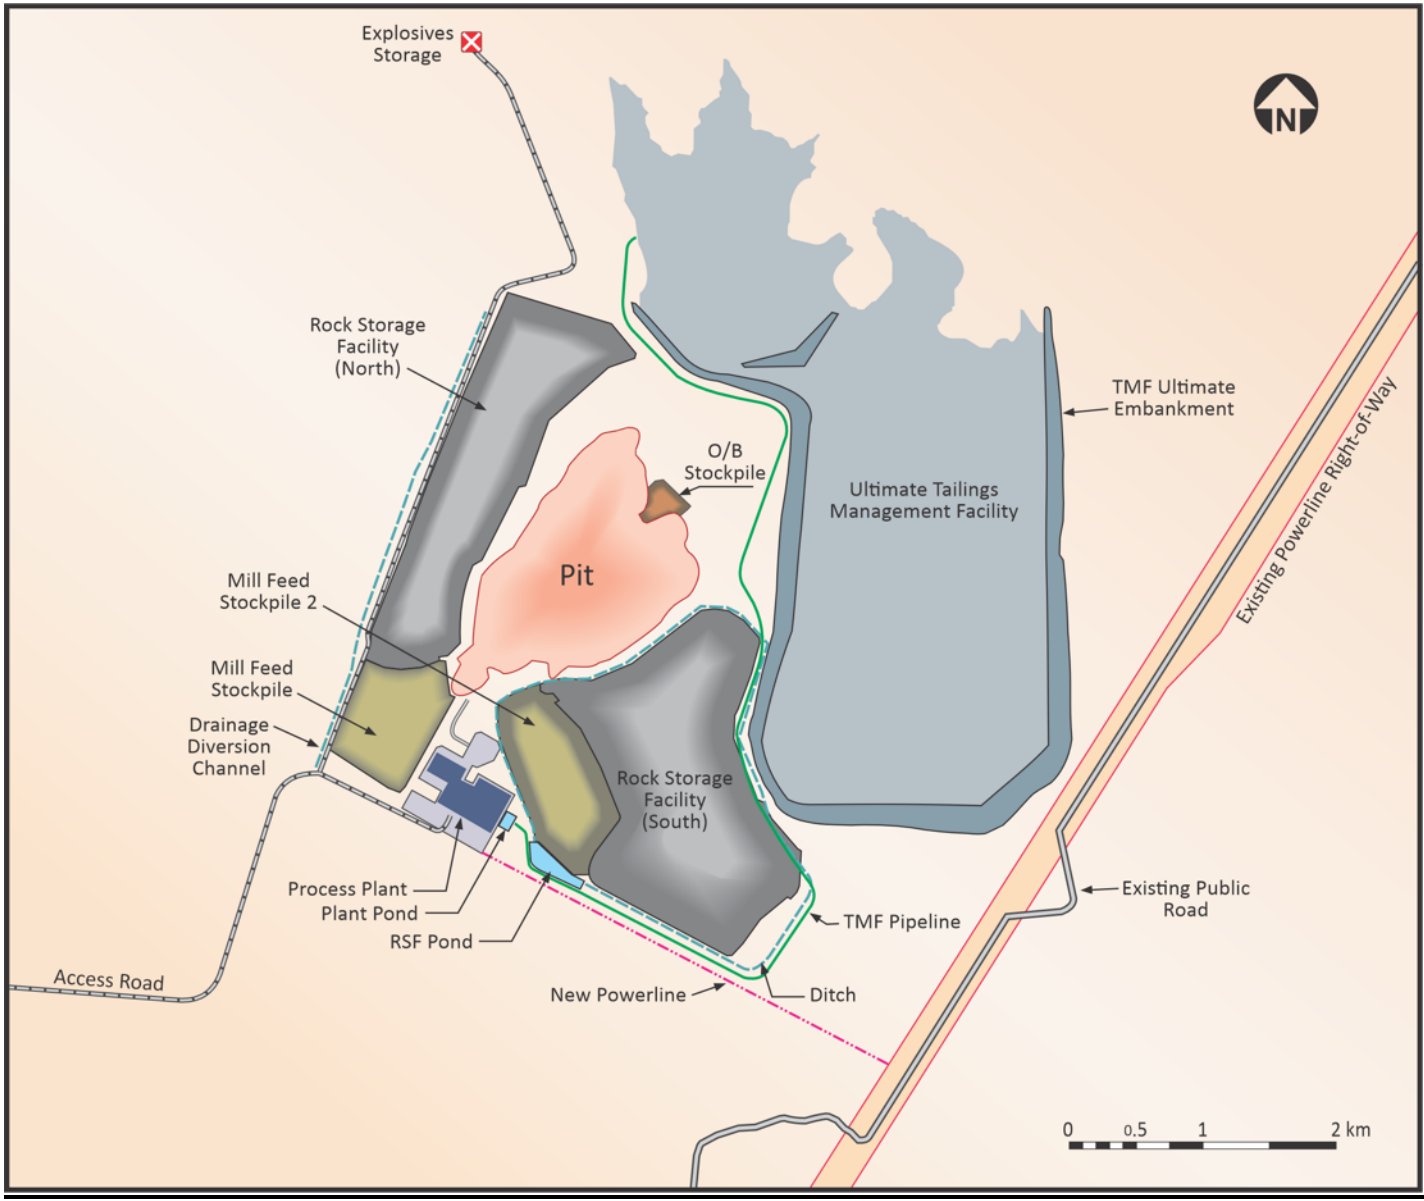 Explosives
Storage
N
Rock Storage
Facility
(North)
TMF Ultimate
Embankment
O/B
Stockpile
Existing Powerline Right-of-Way
Ultimate Tailings
Management Facility
Pit
Mill Feed
Stockpile 2
Mill Feed
Stockpile
Drainage
Diversion
Channel
Rock Storage
Facility
(South)
Process Plant
Plant Pond
RSF Pond
Existing Public
Road
TMF Pipeline
Access Road
New Powerline
Ditch
0 0.5 1 2 km